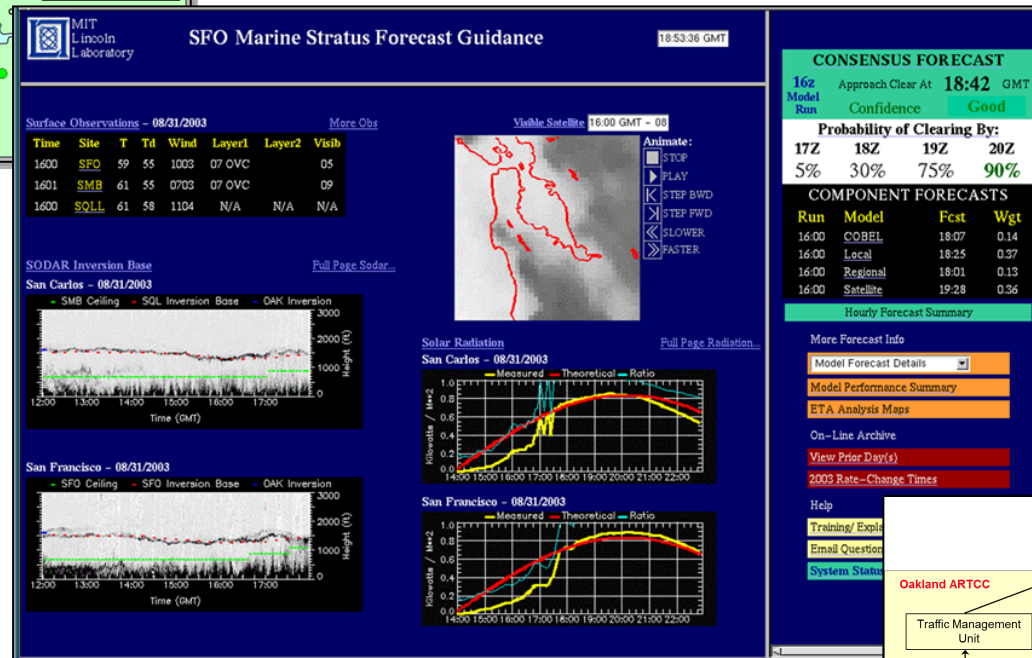 MIT
Lincoln
Laboratory
SFO Marine Stratus Forecast Guidance
18:53:36 GMT
Surface Observations - 08/31/2003 More Obs
Time Site T Td Wind Layer1 Layer2 Visib
1600 SFO 59 55 1003 07 OVC 05
1601 SMB 61 55 0703 07 OVC 09
1600 SQLL 61 58 1104 N/A N/A N/A
Visible Satellite 16:00 GMT - 08
Animate:
STOP
PLAY
STEP BWD
STEP FWD
SLOWER
FASTER
SODAR Inversion Base Full Page Sodar...
San Carlos - 08/31/2003
SMB Ceiling SQL Inversion Base OAK Inversion
3000
2000
1000
0
Height (ft)
12:00 13:00 14:00 15:00 16:00 17:00
Time (GMT)
San Francisco - 08/31/2003
SFO Ceiling SFO Inversion Base OAK Inversion
3000
2000
1000
0
Height (ft)
12:00 13:00 14:00 15:00 16:00 17:00
Time (GMT)
Solar Radiation Full Page Radiation...
San Carlos - 08/31/2003
Measured Theoretical Ratio
1.0
0.8
0.6
0.4
0.2
0.0
Kilowatts / M**2
14:00 15:00 16:00 17:00 18:00 19:00 20:00 21:00 22:00
San Francisco - 08/31/2003
Measured Theoretical Ratio
1.0
0.8
0.6
0.4
0.2
0.0
Kilowatts / M**2
14:00 15:00 16:00 17:00 18:00 19:00 20:00 21:00 22:00
CONSENSUS FORECAST
16z Model Run
Approach Clear At 18:42 GMT
Confidence Good
Probability of Clearing By:
17Z 18Z 19Z 20Z
5% 30% 75% 90%
COMPONENT FORECASTS
Run Model Fcst Wgt
16:00 COBEL 18:07 0.14
16:00 Local 18:25 0.37
16:00 Regional 18:01 0.13
16:00 Satellite 19:28 0.36
Hourly Forecast Summary
More Forecast Info
Model Forecast Details
Model Performance Summary
ETA Analysis Maps
On-Line Archive
View Prior Day(s)
2003 Rate-Change Times
Help
Training/ Expla
Email Question
System Status
Oakland ARTCC
Traffic Management
Unit